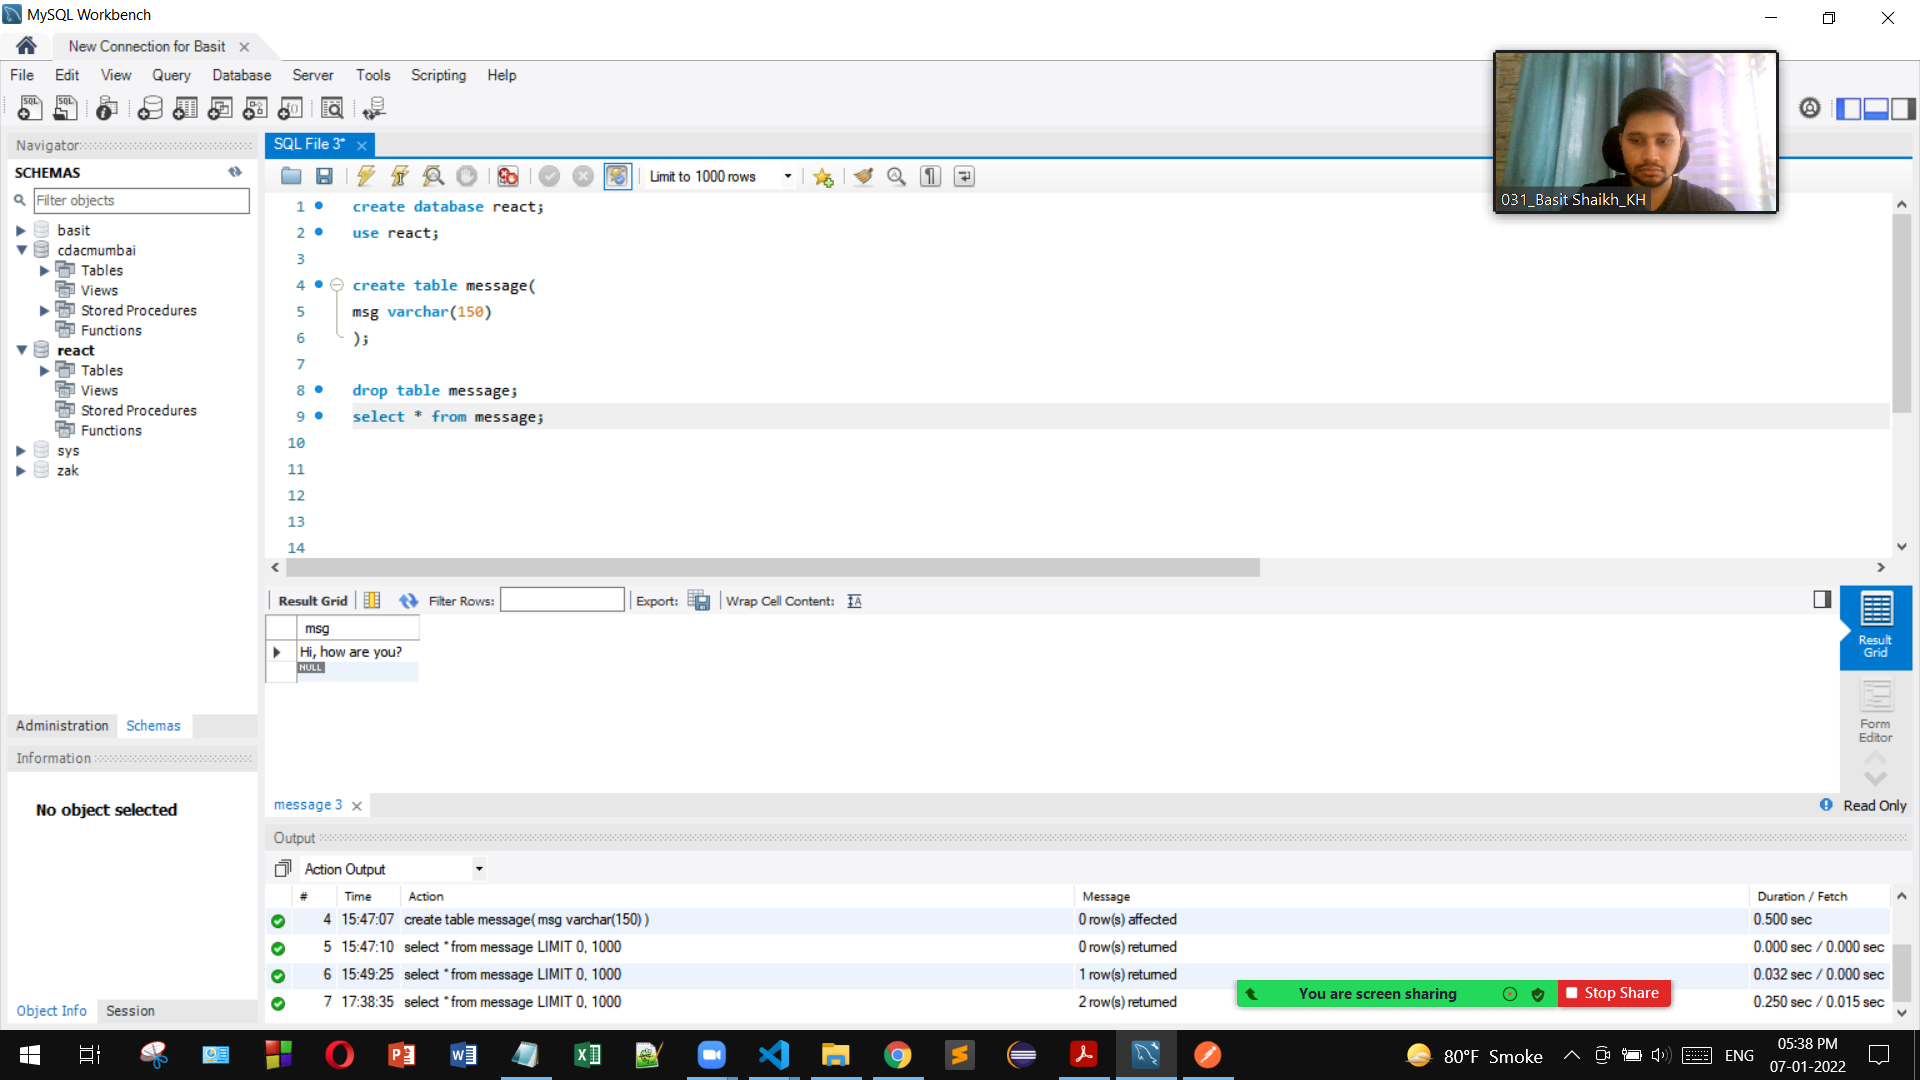 MySQL Workbench
New Connection for Basit
File Edit View Query Database Server Tools Scripting Help
031_Basit Shaikh_KH
Navigator
SCHEMAS
Filter objects
basit
cdacmumbai
Tables
Views
Stored Procedures
Functions
react
Tables
Views
Stored Procedures
Functions
sys
zak
Administration Schemas
Information
No object selected
Object Info Session
SQL File 3*
Limit to 1000 rows
1 create database react;
2 use react;
3
4 create table message(
5 msg varchar(150)
6 );
7
8 drop table message;
9 select * from message;
10
11
12
13
14
Result Grid Filter Rows: Export: Wrap Cell Content:
msg
Hi, how are you?
NULL
Result Grid
Form Editor
message 3
Read Only
Output
Action Output
# Time Action Message Duration / Fetch
4 15:47:07 create table message( msg varchar(150) ) 0 row(s) affected 0.500 sec
5 15:47:10 select * from message LIMIT 0, 1000 0 row(s) returned 0.000 sec / 0.000 sec
6 15:49:25 select * from message LIMIT 0, 1000 1 row(s) returned 0.032 sec / 0.000 sec
7 17:38:35 select * from message LIMIT 0, 1000 2 row(s) returned 0.250 sec / 0.015 sec
You are screen sharing Stop Share
80°F Smoke ENG 05:38 PM
07-01-2022